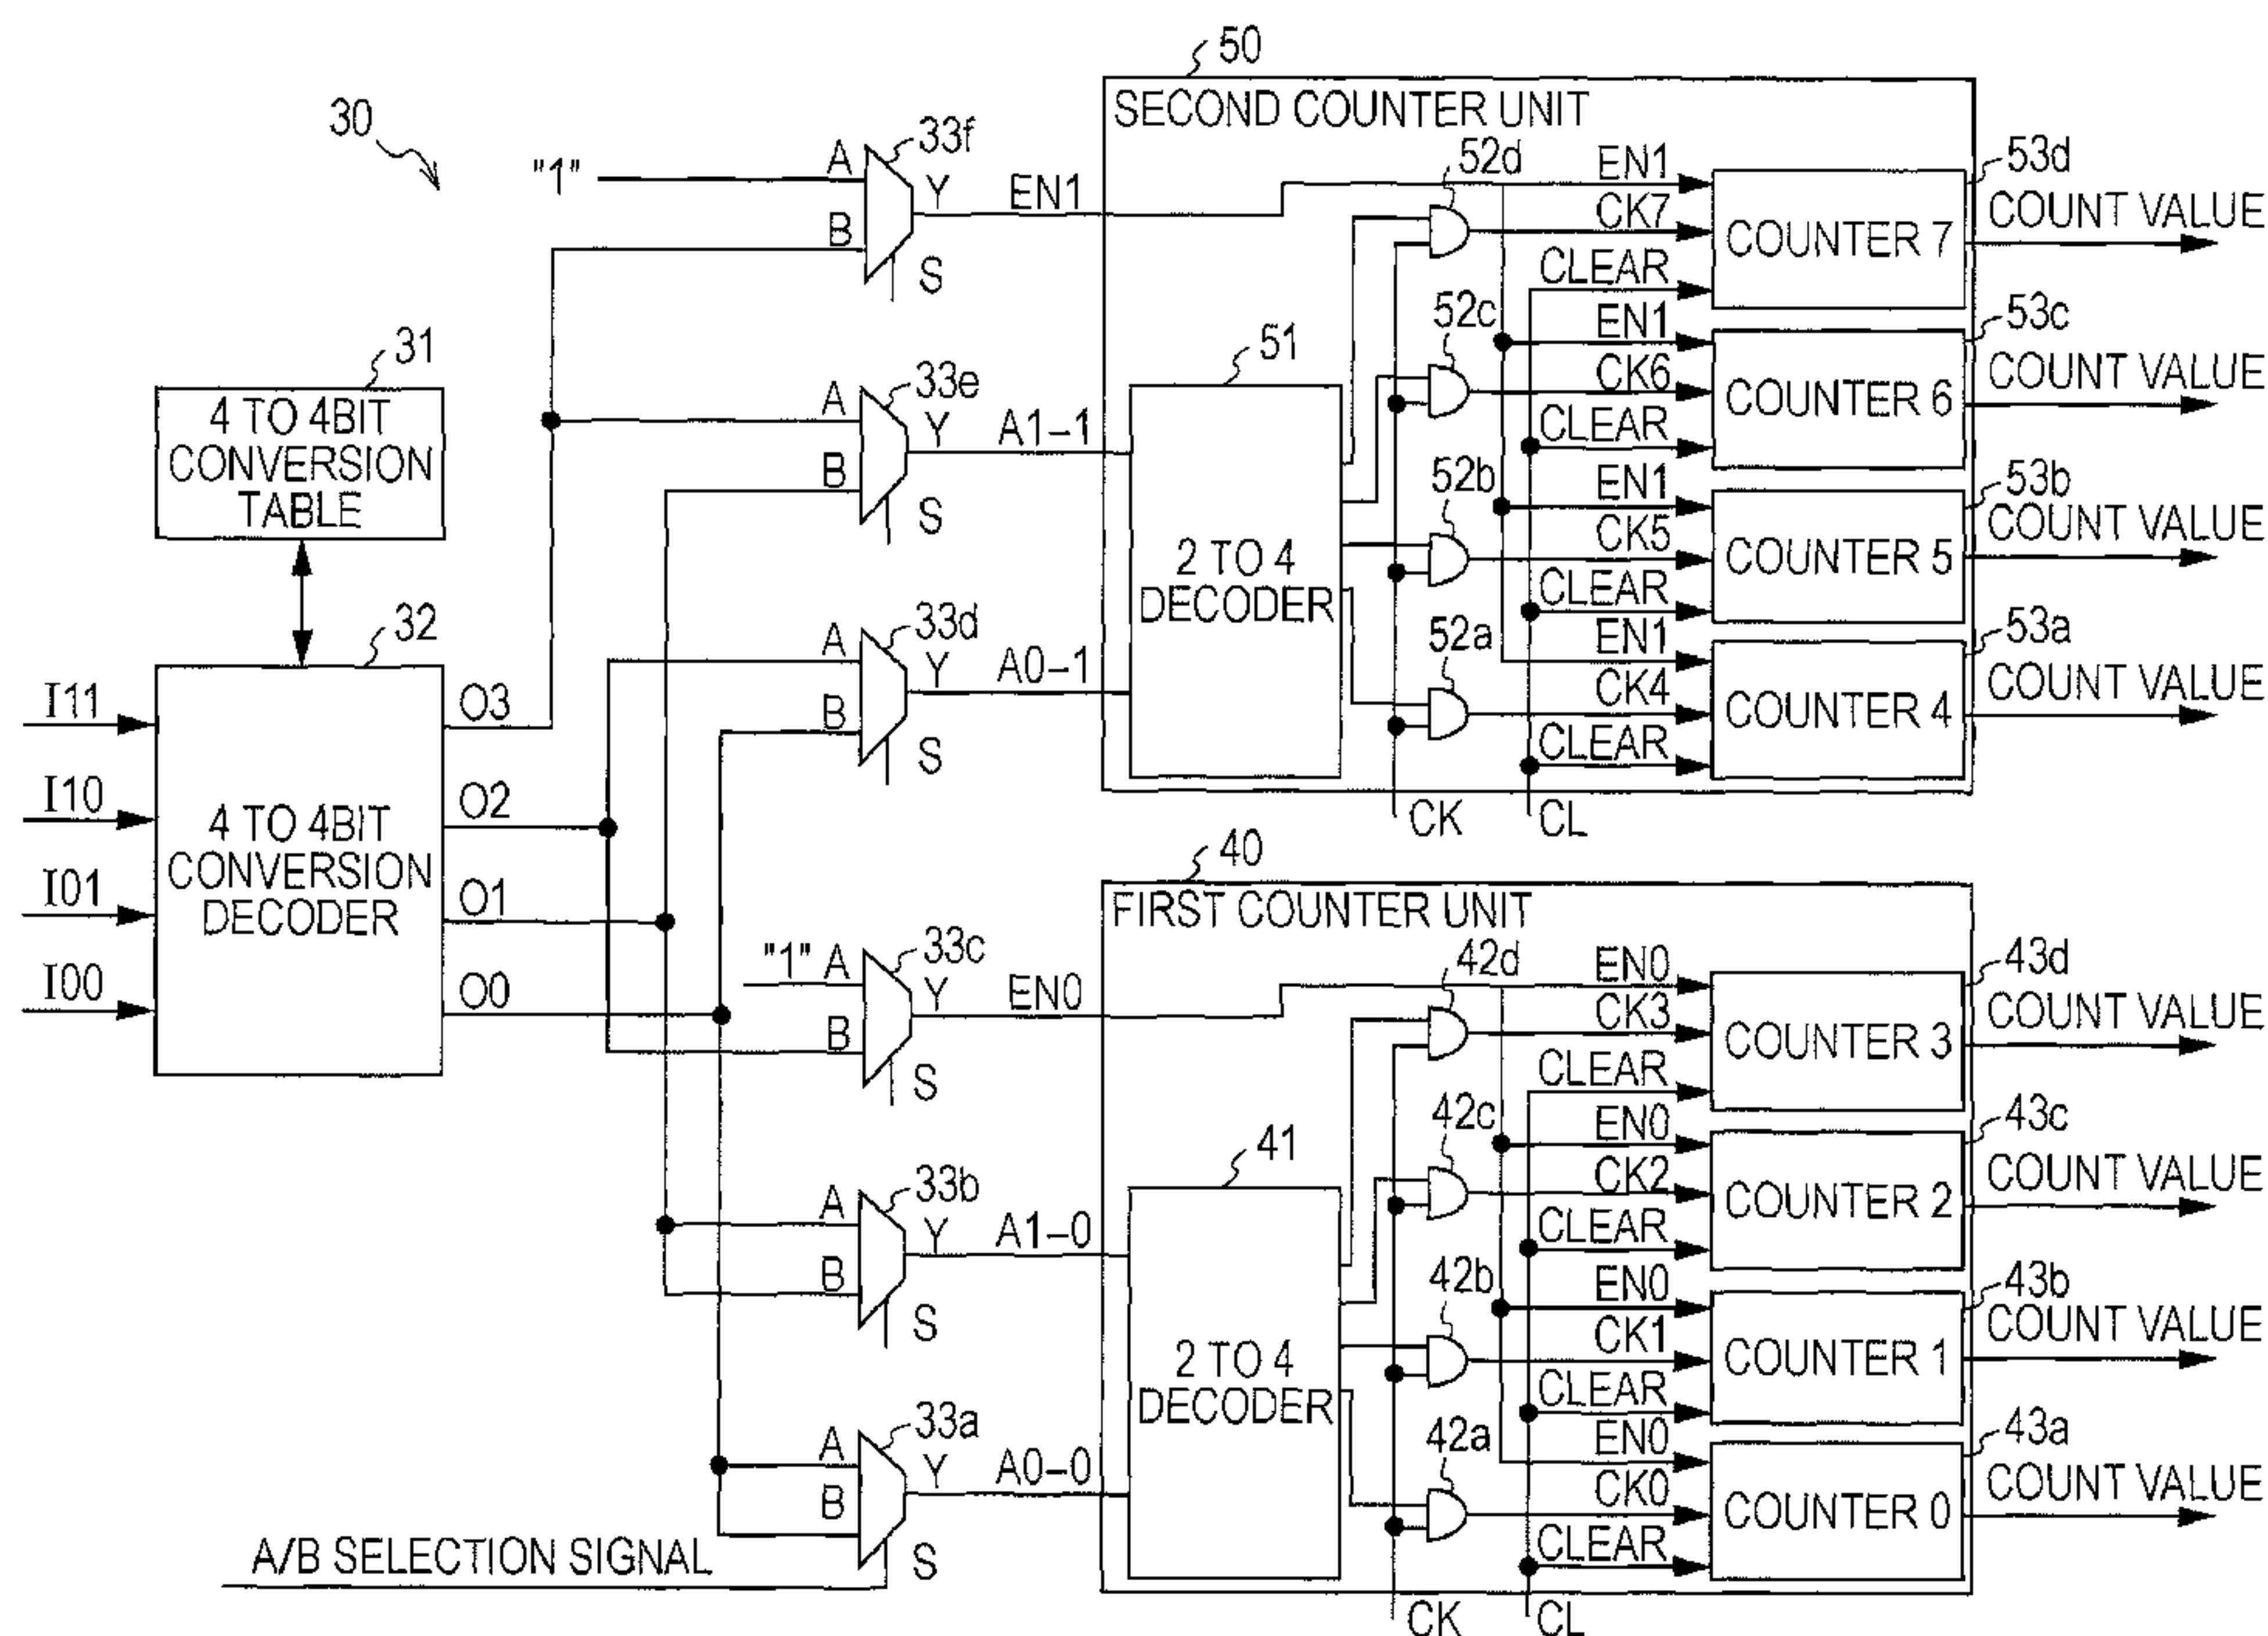 50
SECOND COUNTER UNIT
30
"1"
A
33f
Y
EN1
B
S
52d
EN1
53d
CK7
COUNTER 7
COUNT VALUE
CLEAR
31
4 TO 4BIT
CONVERSION
TABLE
A
33e
Y
A1-1
B
S
51
2 TO 4
DECODER
52c
EN1
53c
CK6
COUNTER 6
COUNT VALUE
CLEAR
52b
EN1
53b
CK5
COUNTER 5
COUNT VALUE
CLEAR
32
A
33d
Y
A0-1
B
S
52a
EN1
53a
CK4
COUNTER 4
COUNT VALUE
CLEAR
CK
CL
I11
I10
I01
I00
4 TO 4BIT
CONVERSION
DECODER
O3
O2
O1
O0
40
FIRST COUNTER UNIT
"1"
A
33c
Y
EN0
B
S
42d
EN0
43d
CK3
COUNTER 3
COUNT VALUE
CLEAR
41
2 TO 4
DECODER
42c
EN0
43c
CK2
COUNTER 2
COUNT VALUE
CLEAR
A
33b
Y
A1-0
B
S
42b
EN0
43b
CK1
COUNTER 1
COUNT VALUE
CLEAR
A
33a
Y
A0-0
B
S
42a
EN0
43a
CK0
COUNTER 0
COUNT VALUE
CLEAR
A/B SELECTION SIGNAL
CK
CL